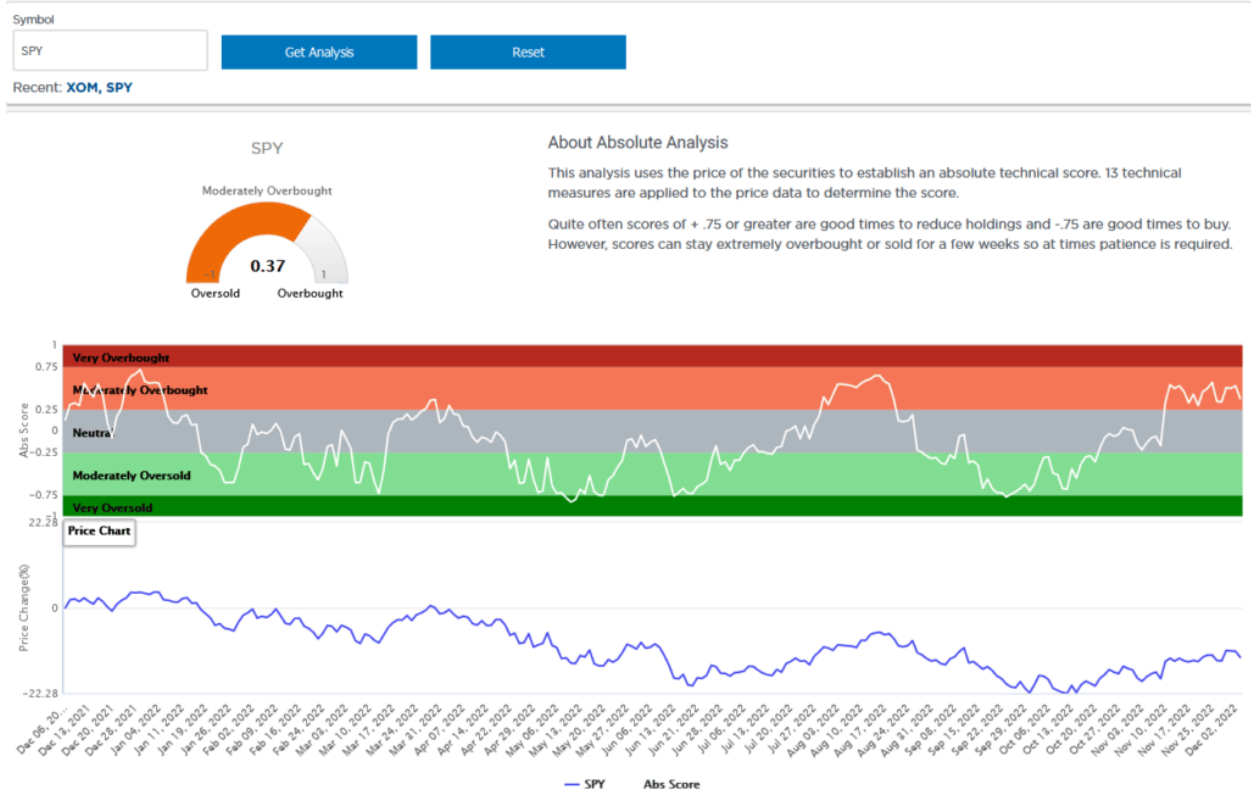 Symbol
SPY
Get Analysis
Reset
Recent: XOM, SPY
SPY
Moderately Overbought
0.37
-1
1
Oversold
Overbought
About Absolute Analysis
This analysis uses the price of the securities to establish an absolute technical score. 13 technical
measures are applied to the price data to determine the score.
Quite often scores of + .75 or greater are good times to reduce holdings and -.75 are good times to buy.
However, scores can stay extremely overbought or sold for a few weeks so at times patience is required.
Abs Score
1
0.75
0.25
0
-0.25
-0.75
-1
Very Overbought
Moderately Overbought
Neutral
Moderately Oversold
Very Oversold
Price Chart
Price Change(%)
22.28
0
-22.28
Dec 06, 20...
Dec 13, 2021
Dec 20, 2021
Dec 28, 2021
Jan 04, 2022
Jan 11, 2022
Jan 19, 2022
Jan 26, 2022
Feb 02, 2022
Feb 09, 2022
Feb 16, 2022
Feb 24, 2022
Mar 03, 2022
Mar 10, 2022
Mar 17, 2022
Mar 24, 2022
Mar 31, 2022
Apr 07, 2022
Apr 14, 2022
Apr 22, 2022
Apr 29, 2022
May 06, 2022
May 13, 2022
May 20, 2022
May 27, 2022
Jun 06, 2022
Jun 13, 2022
Jun 21, 2022
Jun 28, 2022
Jul 06, 2022
Jul 13, 2022
Jul 20, 2022
Jul 27, 2022
Aug 03, 2022
Aug 10, 2022
Aug 17, 2022
Aug 24, 2022
Aug 31, 2022
Sep 08, 2022
Sep 15, 2022
Sep 22, 2022
Sep 29, 2022
Oct 06, 2022
Oct 13, 2022
Oct 20, 2022
Oct 27, 2022
Nov 03, 2022
Nov 10, 2022
Nov 17, 2022
Nov 25, 2022
Dec 02, 2022
SPY
Abs Score